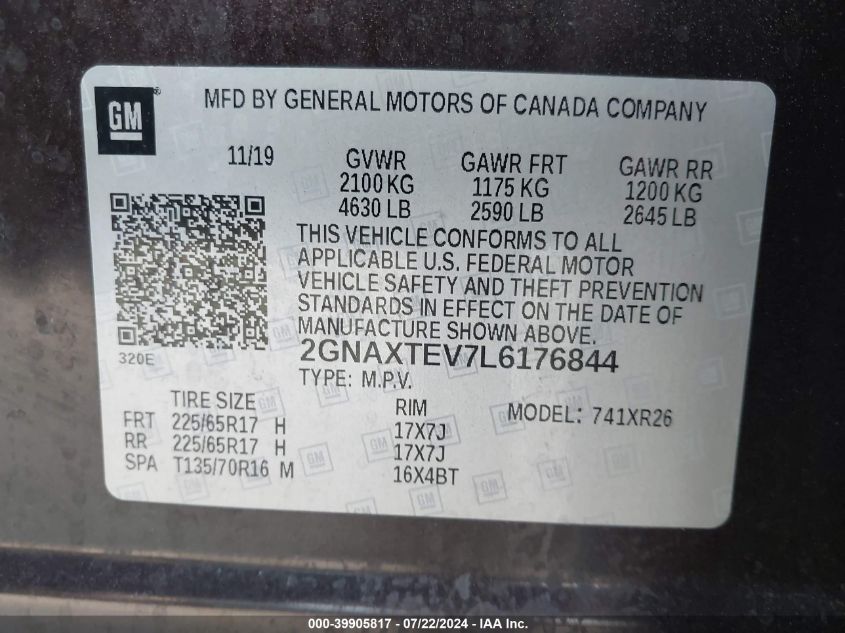 GM ®
MFD BY GENERAL MOTORS OF CANADA COMPANY
11/19 GVWR GAWR FRT GAWR RR
2100 KG 1175 KG 1200 KG
4630 LB 2590 LB 2645 LB
THIS VEHICLE CONFORMS TO ALL
APPLICABLE U.S. FEDERAL MOTOR
VEHICLE SAFETY AND THEFT PREVENTION
STANDARDS IN EFFECT ON THE DATE OF
MANUFACTURE SHOWN ABOVE.
320E
2GNAXTEV7L6176844
TYPE: M.P.V.
TIRE SIZE RIM MODEL: 741XR26
FRT 225/65R17 H 17X7J
RR 225/65R17 H 17X7J
SPA T135/70R16 M 16X4BT
000-39905817 - 07/22/2024 - IAA, Inc.